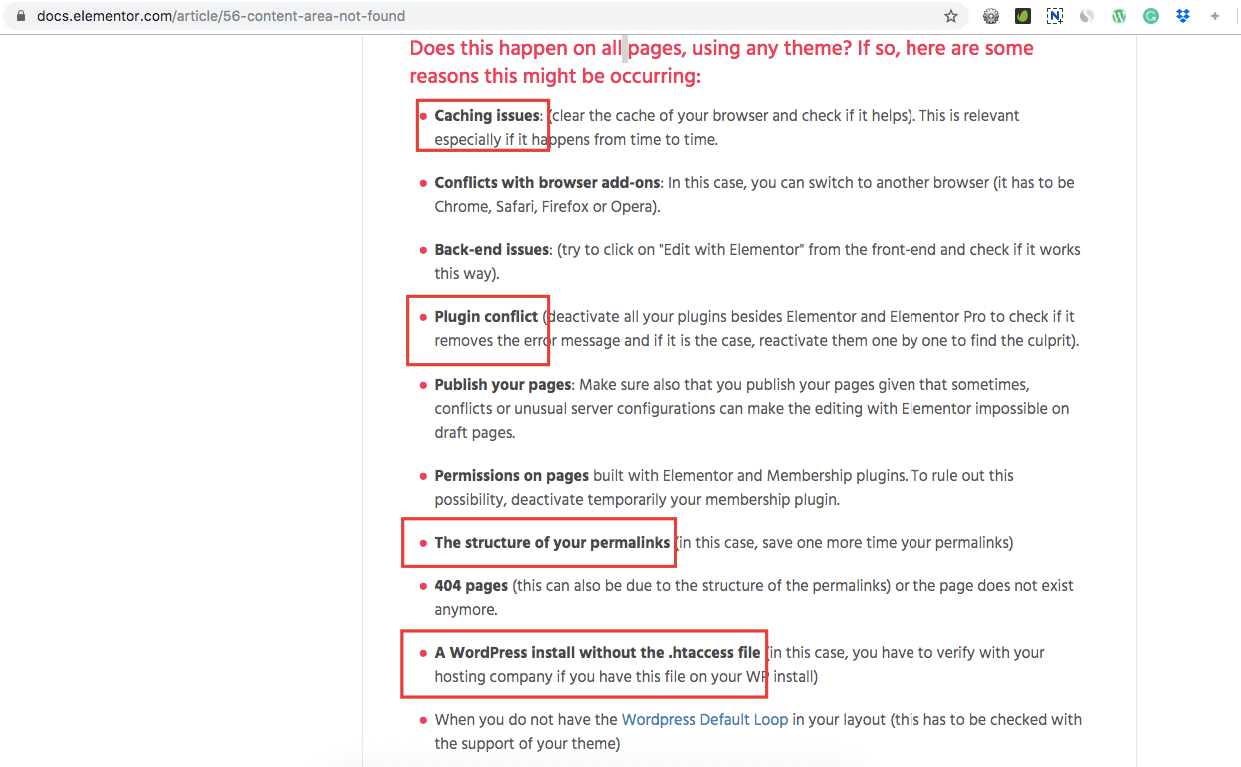 docs.elementor.com/article/56-content-area-not-found
Does this happen on all pages, using any theme? If so, here are some
reasons this might be occurring:
Caching issues: (clear the cache of your browser and check if it helps). This is relevant
especially if it happens from time to time.
Conflicts with browser add-ons: In this case, you can switch to another browser (it has to be
Chrome, Safari, Firefox or Opera).
Back-end issues: (try to click on "Edit with Elementor" from the front-end and check if it works
this way).
Plugin conflict (deactivate all your plugins besides Elementor and Elementor Pro to check if it
removes the error message and if it is the case, reactivate them one by one to find the culprit).
Publish your pages: Make sure also that you publish your pages given that sometimes,
conflicts or unusual server configurations can make the editing with Elementor impossible on
draft pages.
Permissions on pages built with Elementor and Membership plugins. To rule out this
possibility, deactivate temporarily your membership plugin.
The structure of your permalinks (in this case, save one more time your permalinks)
404 pages (this can also be due to the structure of the permalinks) or the page does not exist
anymore.
A WordPress install without the .htaccess file (in this case, you have to verify with your
hosting company if you have this file on your WP install)
When you do not have the Wordpress Default Loop in your layout (this has to be checked with
the support of your theme)